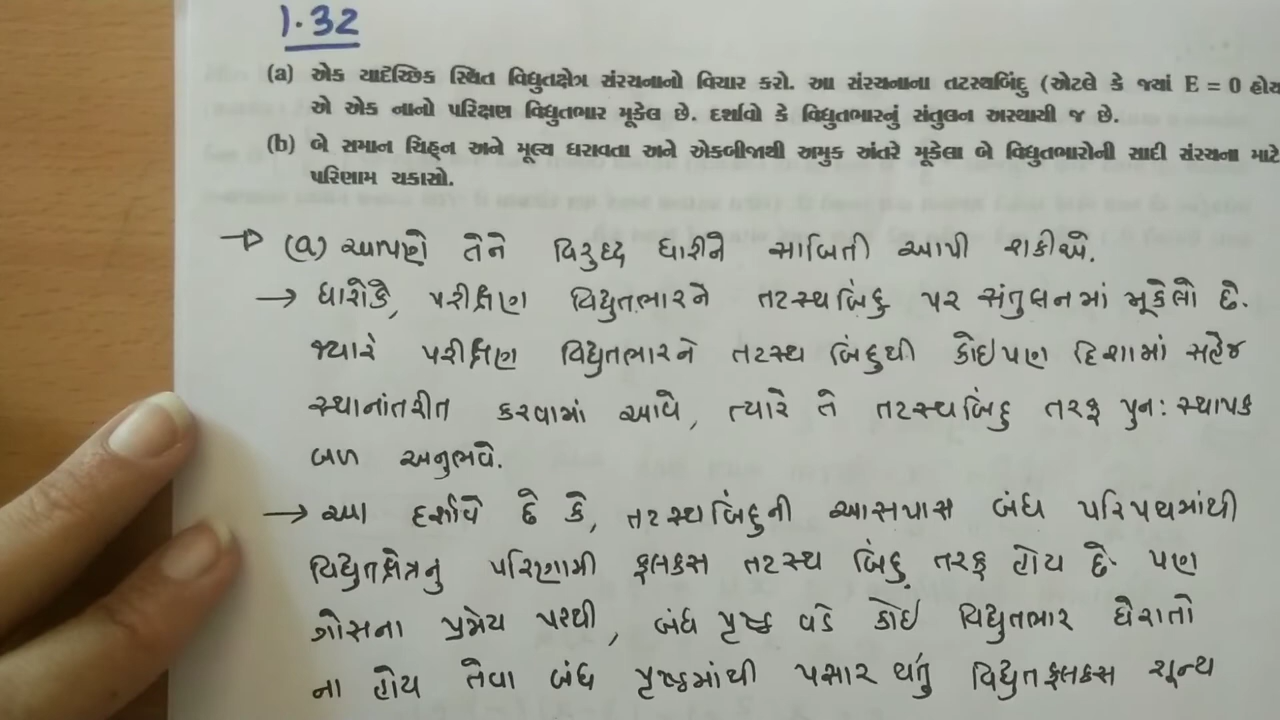 1.32
(a) એક યાદચ્છિક સ્થિત વિદ્યુતક્ષેત્ર સંરચનાનો વિચાર કરો. આ સંરચનાના તટસ્થબિંદુ (એટલે કે જ્યાં E = 0 હોય
એ એક નાનો પરિક્ષણ વિદ્યુતભાર મૂકેલ છે. દર્શાવો કે વિદ્યુતભારનું સંતુલન અસ્થાયી જ છે.
(b) બે સમાન ચિહ્ન અને મૂલ્ય ધરાવતા અને એકબીજાથી અમુક અંતરે મૂકેલા બે વિદ્યુતભારોની સાદી સંરચના માટે
પરિણામ ચકાસો.
(a) આપણે તેને વિરુદ્ધ ધારીને સાબિતી આપી શકીએ.
→ ધારોકે, પરીક્ષણ વિદ્યુતભારને તટસ્થબિંદુ પર સંતુલનમાં મૂકેલો છે.
જ્યારે પરીક્ષણ વિદ્યુતભારને તટસ્થ બિંદુથી કોઈપણ દિશામાં સહેજ
સ્થાનાંતરીત કરવામાં આવે, ત્યારે તે તટસ્થબિંદુ તરફ પુન: સ્થાપક
બળ અનુભવે.
→ આ દર્શાવે છે કે, તટસ્થબિંદુની આસપાસ બંધ પરિપથમાંથી
વિદ્યુતક્ષેત્રનું પરિણામી ફલક્સ તટસ્થ બિંદુ તરફ હોય છે. પણ
ગોસના પ્રમેય પરથી, બંધ પૃષ્ઠ વડે કોઈ વિદ્યુતભાર ઘેરાતો
ના હોય તેવા બંધ પૃષ્ઠમાંથી પસાર થતું વિદ્યુતફલક્સ શૂન્ય